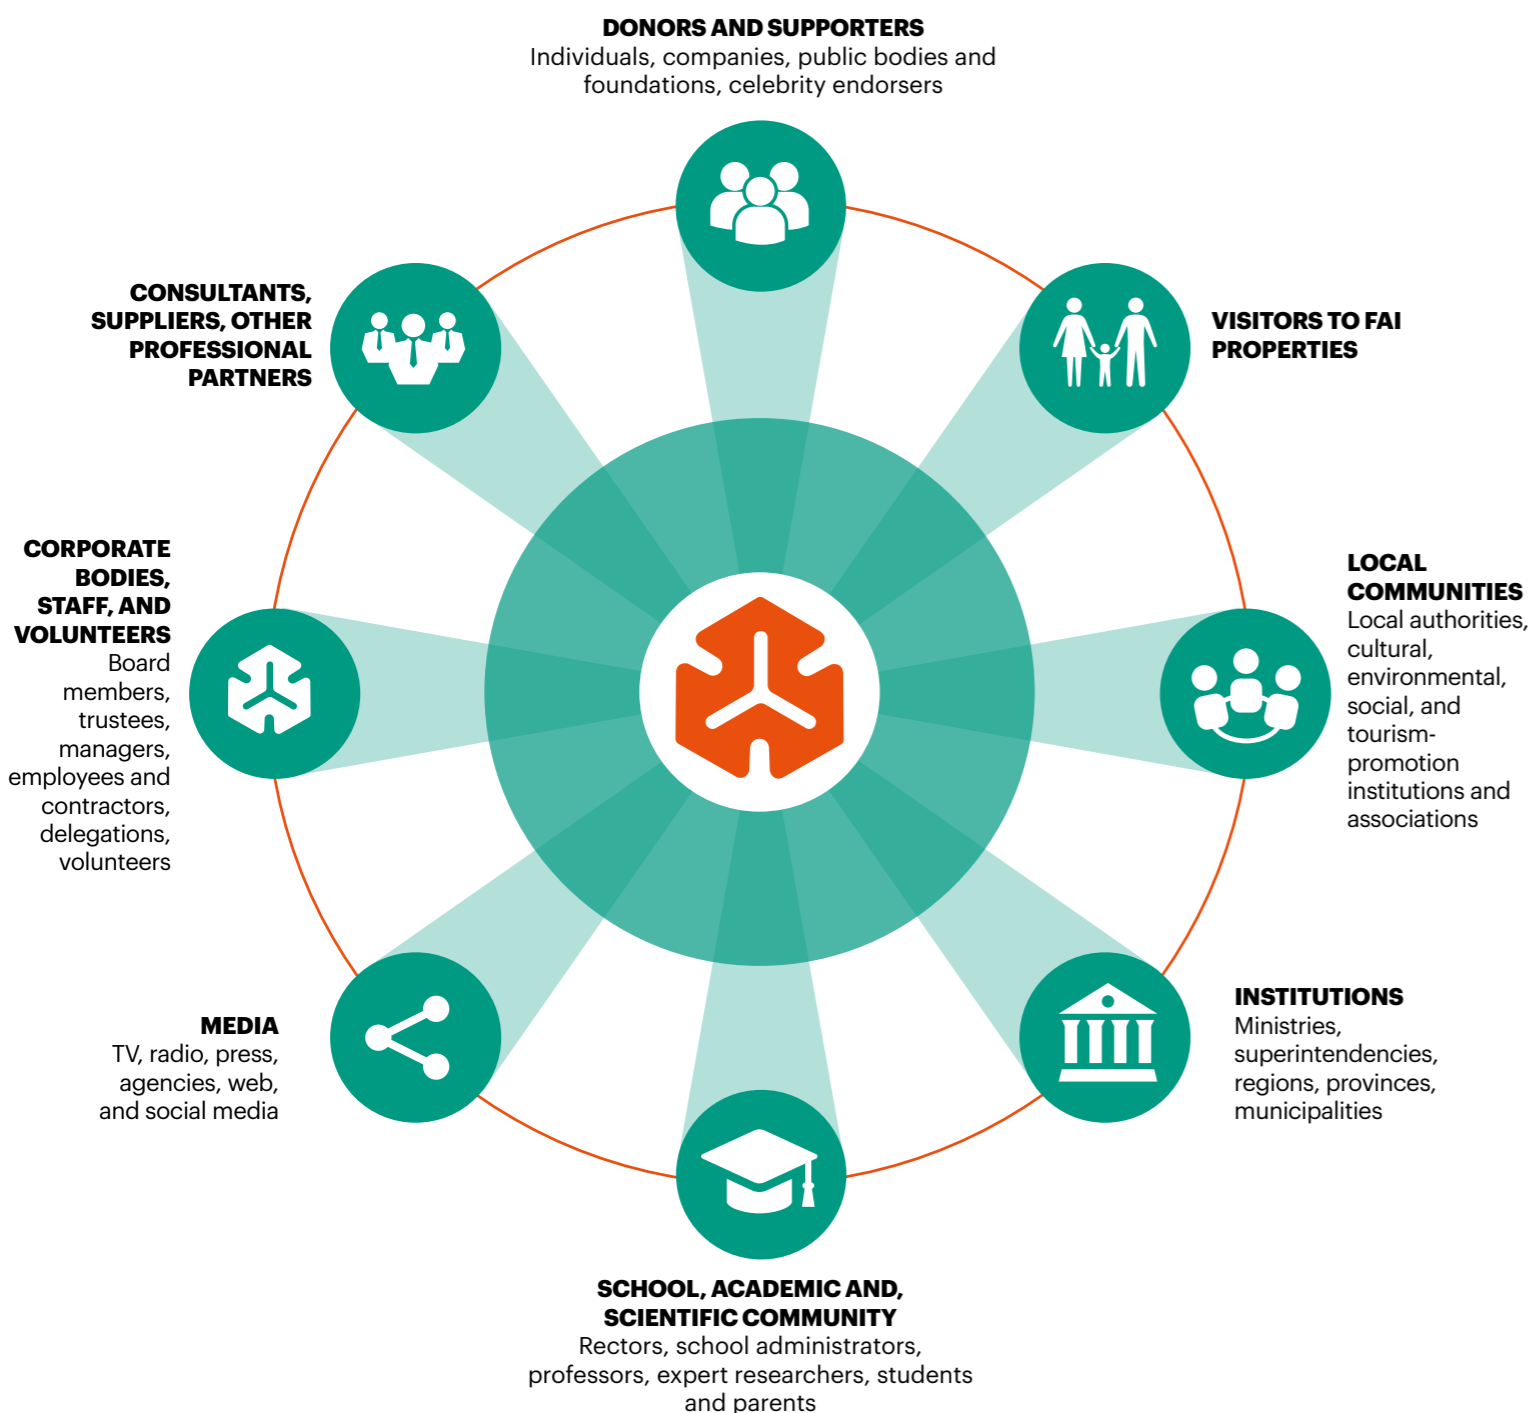 DONORS AND SUPPORTERS
Individuals, companies, public bodies and
foundations, celebrity endorsers
VISITORS TO FAI
PROPERTIES
LOCAL
COMMUNITIES
Local authorities,
cultural,
environmental,
social, and
tourism-
promotion
institutions and
associations
INSTITUTIONS
Ministries,
superintendencies,
regions, provinces,
municipalities
SCHOOL, ACADEMIC AND,
SCIENTIFIC COMMUNITY
Rectors, school administrators,
professors, expert researchers, students
and parents
MEDIA
TV, radio, press,
agencies, web,
and social media
CORPORATE
BODIES,
STAFF, AND
VOLUNTEERS
Board
members,
trustees,
managers,
employees and
contractors,
delegations,
volunteers
CONSULTANTS,
SUPPLIERS, OTHER
PROFESSIONAL
PARTNERS